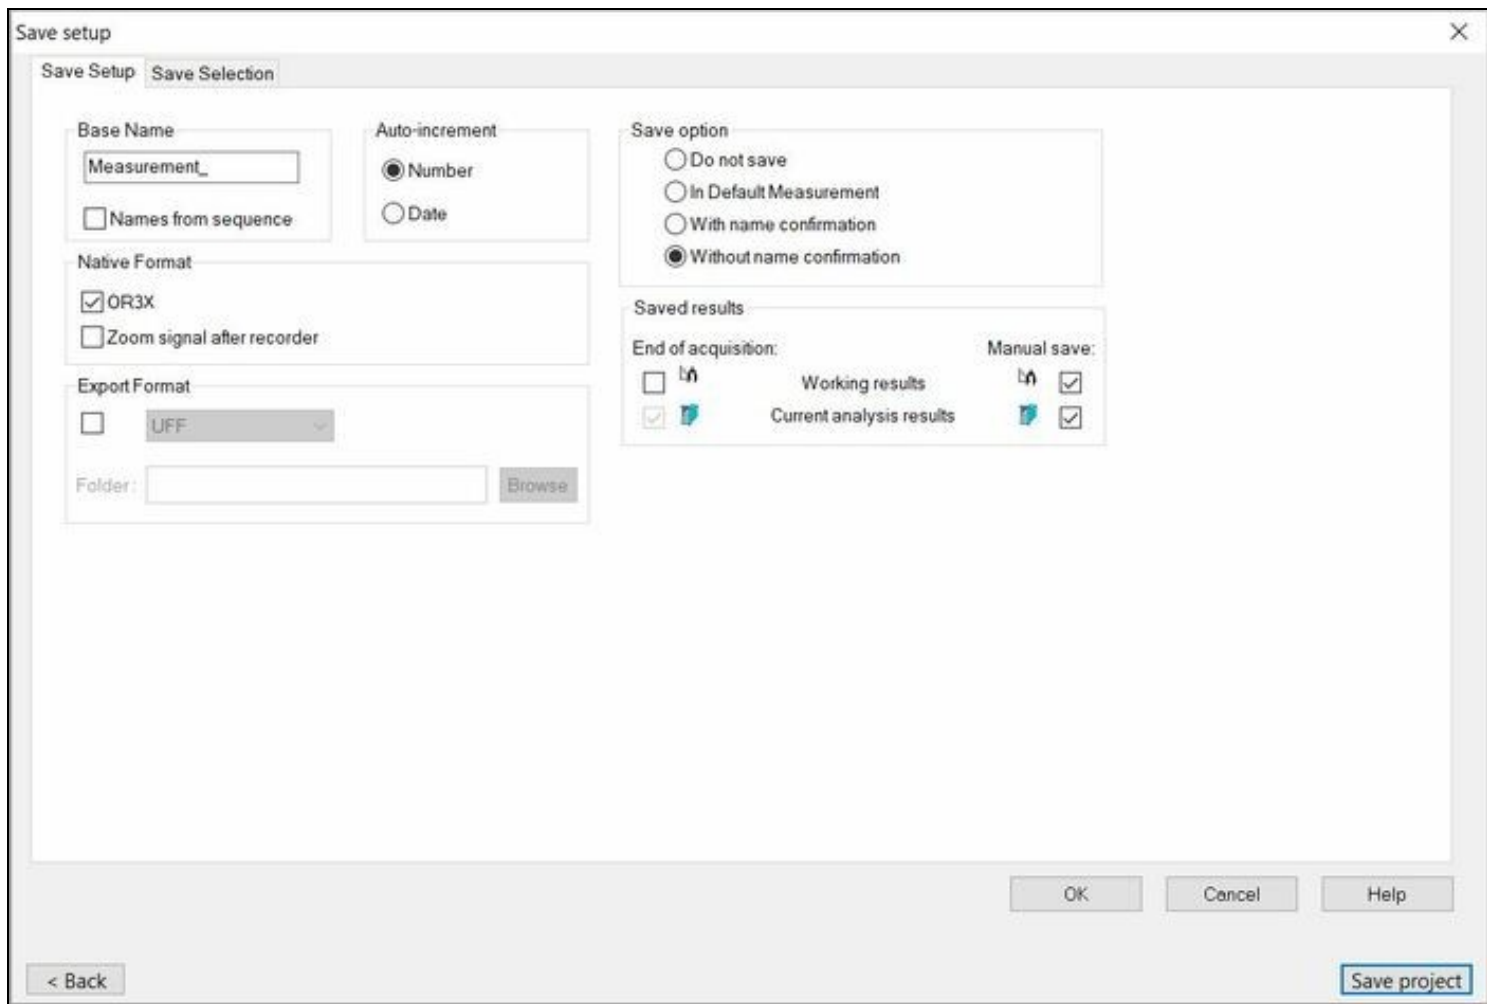 Save setup
Save Setup Save Selection
Base Name
Measurement_
Names from sequence
Auto-increment
Number
Date
Save option
Do not save
In Default Measurement
With name confirmation
Without name confirmation
Native Format
OR3X
Zoom signal after recorder
Saved results
End of acquisition: Manual save:
Working results
Current analysis results
Export Format
UFF
Folder: Browse
OK Cancel Help
< Back Save project